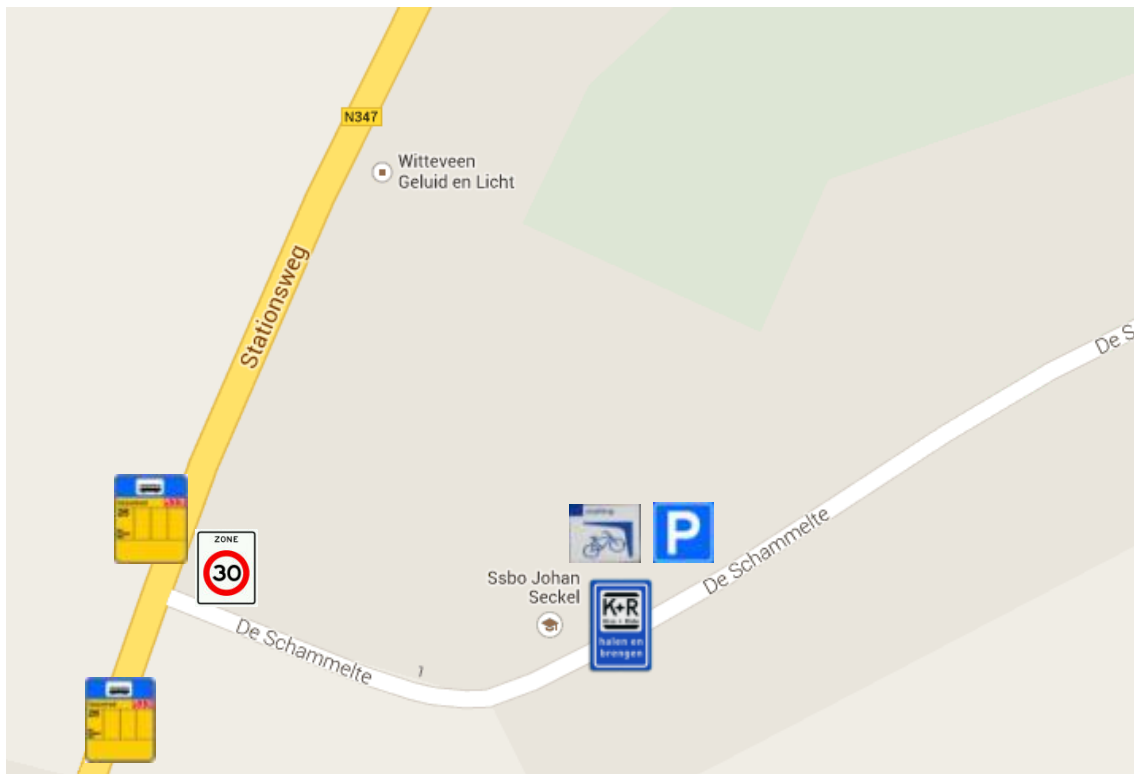 N347
Witteveen
Geluid en Licht
Stationsweg
De S
ZONE
30
P
De Schammelte
Ssbo Johan
Seckel
K+R
halen en
brengen
De Schammelte
1